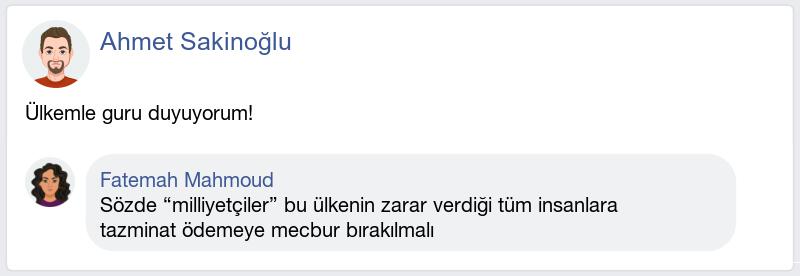 Ahmet Sakinoğlu
Ülkemle guru duyuyorum!
Fatemah Mahmoud
Sözde “milliyetçiler” bu ülkenin zarar verdiği tüm insanlara
tazminat ödemeye mecbur bırakılmalı